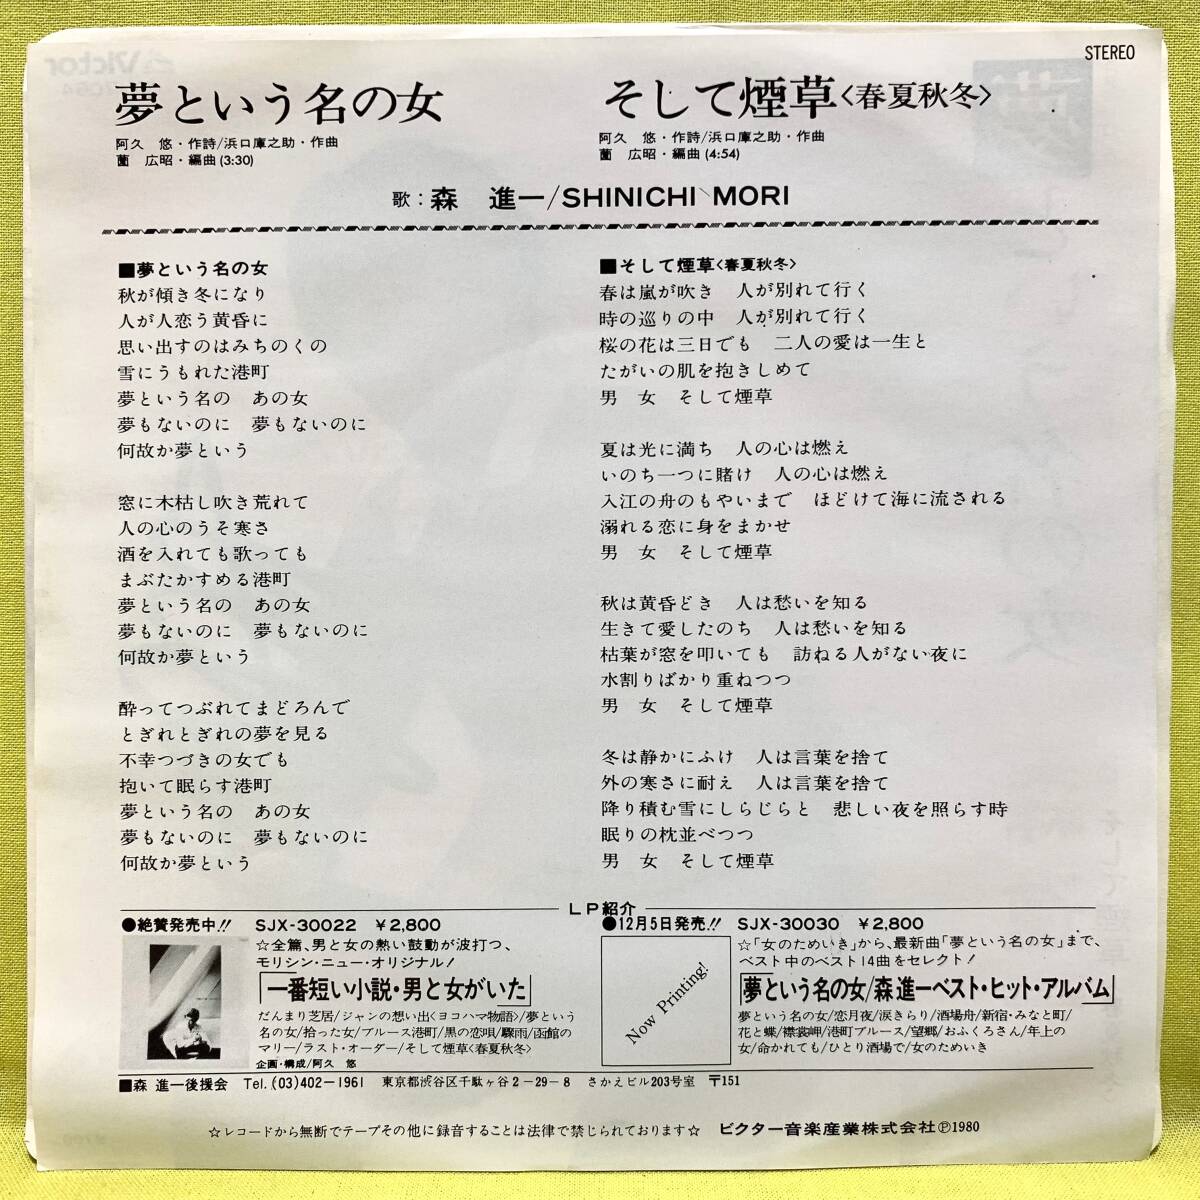 STEREO
夢という名の女
阿久 悠・作詩/浜口庫之助・作曲
薗 広昭・編曲(3:30)
そして煙草<春夏秋冬>
阿久 悠・作詩/浜口庫之助・作曲
薗 広昭・編曲(4:54)
歌:森 進一/SHINICHI MORI
■夢という名の女
秋が傾き冬になり
人が人恋う黄昏に
思い出すのはみちのくの
雪にうもれた港町
夢という名の あの女
夢もないのに 夢もないのに
何故か夢という
窓に木枯し吹き荒れて
人の心のうそ寒さ
酒を入れても歌っても
まぶたかすめる港町
夢という名の あの女
夢もないのに 夢もないのに
何故か夢という
酔ってつぶれてまどろんで
とぎれとぎれの夢を見る
不幸つづきの女でも
抱いて眠らす港町
夢という名の あの女
夢もないのに 夢もないのに
何故か夢という
■そして煙草<春夏秋冬>
春は嵐が吹き 人が別れて行く
時の巡りの中 人が別れて行く
桜の花は三日でも 二人の愛は一生と
たがいの肌を抱きしめて
男 女 そして煙草
夏は光に満ち 人の心は燃え
いのち一つに賭け 人の心は燃え
入江の舟のもやいまで ほどけて海に流される
溺れる恋に身をまかせ
男 女 そして煙草
秋は黄昏どき 人は愁いを知る
生きて愛したのち 人は愁いを知る
枯葉が窓を叩いても 訪ねる人がない夜に
水割りばかり重ねつつ
男 女 そして煙草
冬は静かにふけ 人は言葉を捨て
外の寒さに耐え 人は言葉を捨て
降り積む雪にしらじらと 悲しい夜を照らす時
眠りの枕並べつつ
男 女 そして煙草
LP紹介
●絶賛発売中!! SJX-30022 ¥2,800
☆全篇、男と女の熱い鼓動が波打つ、
モリシン・ニュー・オリジナル!
「一番短い小説・男と女がいた」
だんまり芝居/ジャンの想い出<ヨコハマ物語>/夢という
名の女/拾った女/ブルース港町/黒の恋唄/驟雨/函館の
マリー/ラスト・オーダー/そして煙草<春夏秋冬>
企画・構成/阿久 悠
●12月5日発売!! SJX-30030 ¥2,800
Now Printing!
☆「女のためいき」から、最新曲「夢という名の女」まで、
ベスト中のベスト14曲をセレクト!
「夢という名の女/森進一ベスト・ヒット・アルバム」
夢という名の女/恋月夜/涙きらり/酒場舟/新宿・みなと町/
花と蝶/襟裳岬/港町ブルース/望郷/おふくろさん/年上の
女/命かれても/ひとり酒場で/女のためいき
■森 進一後援会 Tel.(03)402-1961 東京都渋谷区千駄ヶ谷2-29-8 さかえビル203号室 〒151
☆レコードから無断でテープその他に録音することは法律で禁じられております☆ ビクター音楽産業株式会社Ⓟ1980